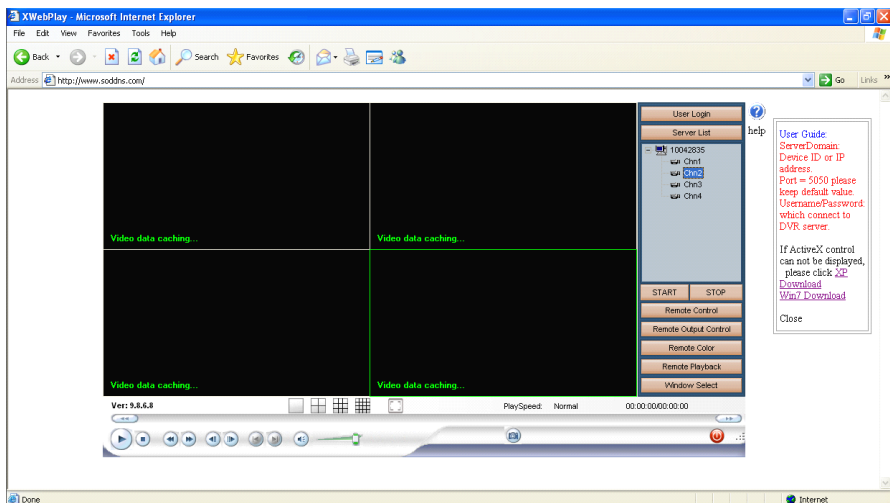 XWebPlay - Microsoft Internet Explorer
File Edit View Favorites Tools Help
Back Search Favorites
Address http://www.soddns.com/ Go Links
User Login
Server List
10042835
Chn1
Chn2
Chn3
Chn4
Video data caching...
Video data caching...
Video data caching...
Video data caching...
START STOP
Remote Control
Remote Output Control
Remote Color
Remote Playback
Window Select
help
User Guide:
ServerDomain:
Device ID or IP
address.
Port = 5050 please
keep default value.
Username/Password:
which connect to
DVR server.
If ActiveX control
can not be displayed,
please click XP
Download
Win7 Download
Close
Ver: 9.8.6.8 PlaySpeed: Normal 00:00:00/00:00:00
Done Internet